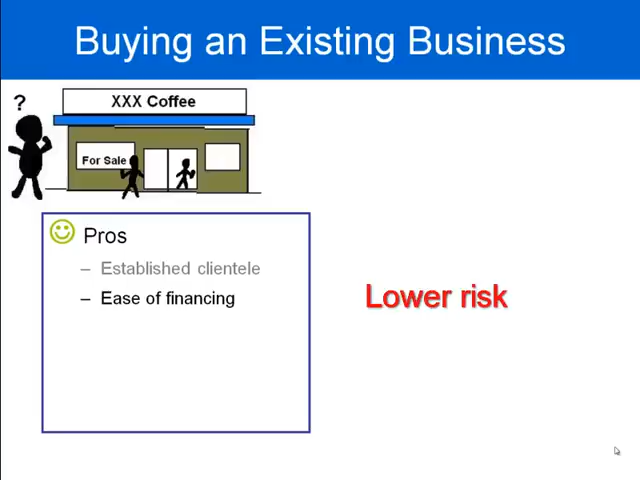 Buying an Existing Business
?
XXX Coffee
For Sale
Pros
– Established clientele
– Ease of financing
Lower risk